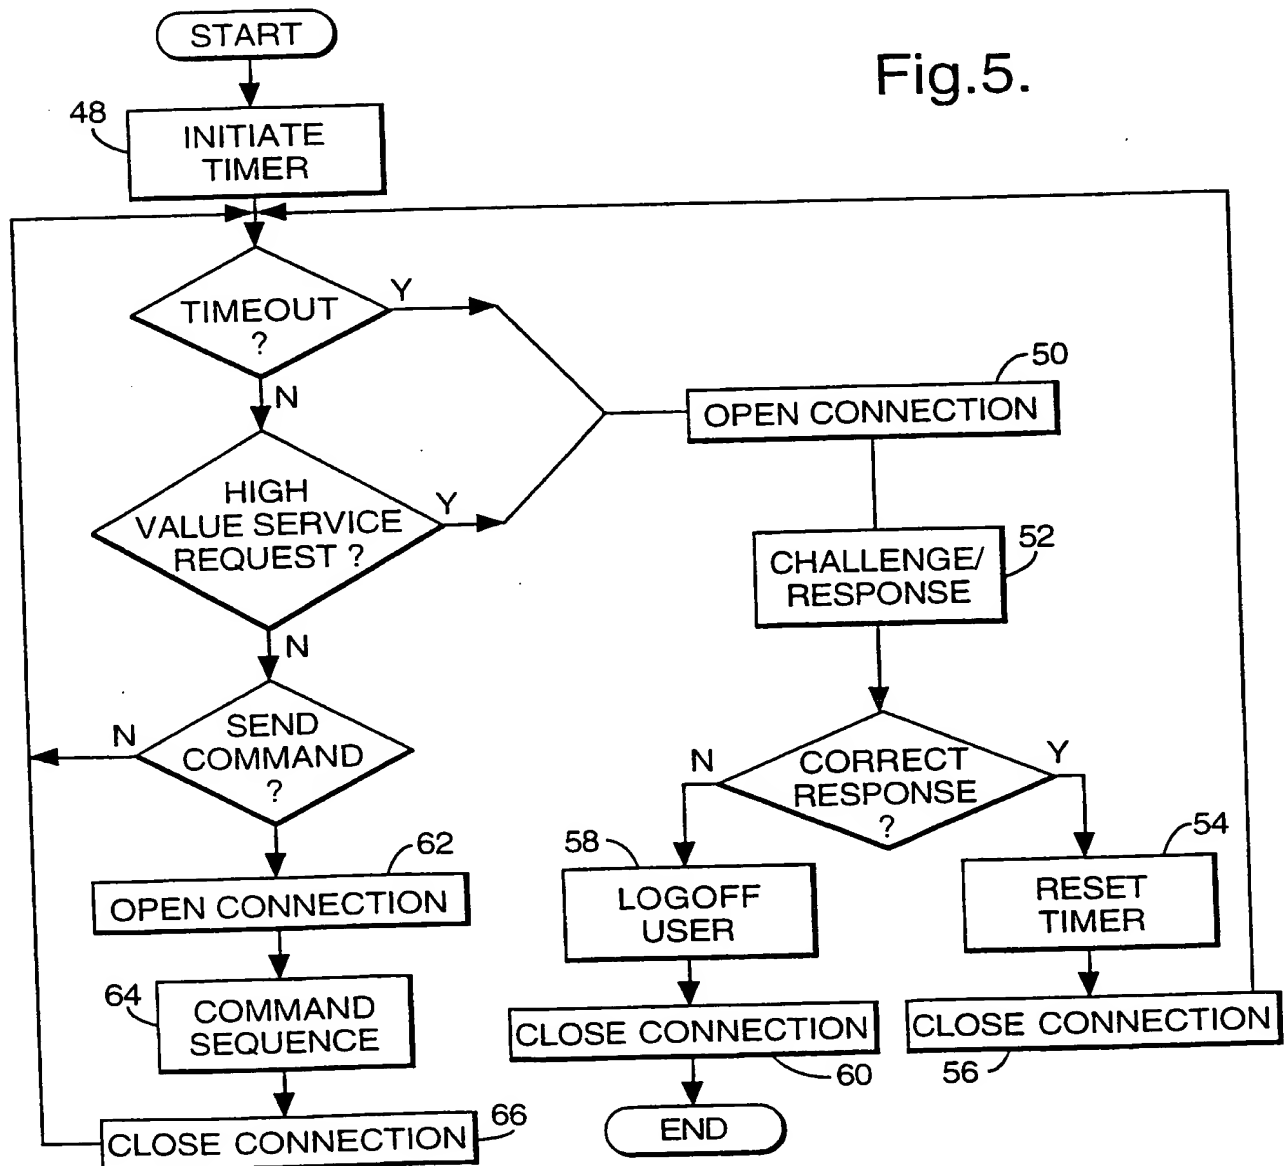 START
Fig.5.
48
INITIATE
TIMER
TIMEOUT
?
Y
N
HIGH
VALUE SERVICE
REQUEST ?
Y
N
SEND
COMMAND
?
N
62
OPEN CONNECTION
64
COMMAND
SEQUENCE
CLOSE CONNECTION
66
50
OPEN CONNECTION
CHALLENGE/
RESPONSE
52
CORRECT
RESPONSE
?
N
Y
58
LOGOFF
USER
CLOSE CONNECTION
60
END
54
RESET
TIMER
CLOSE CONNECTION
56